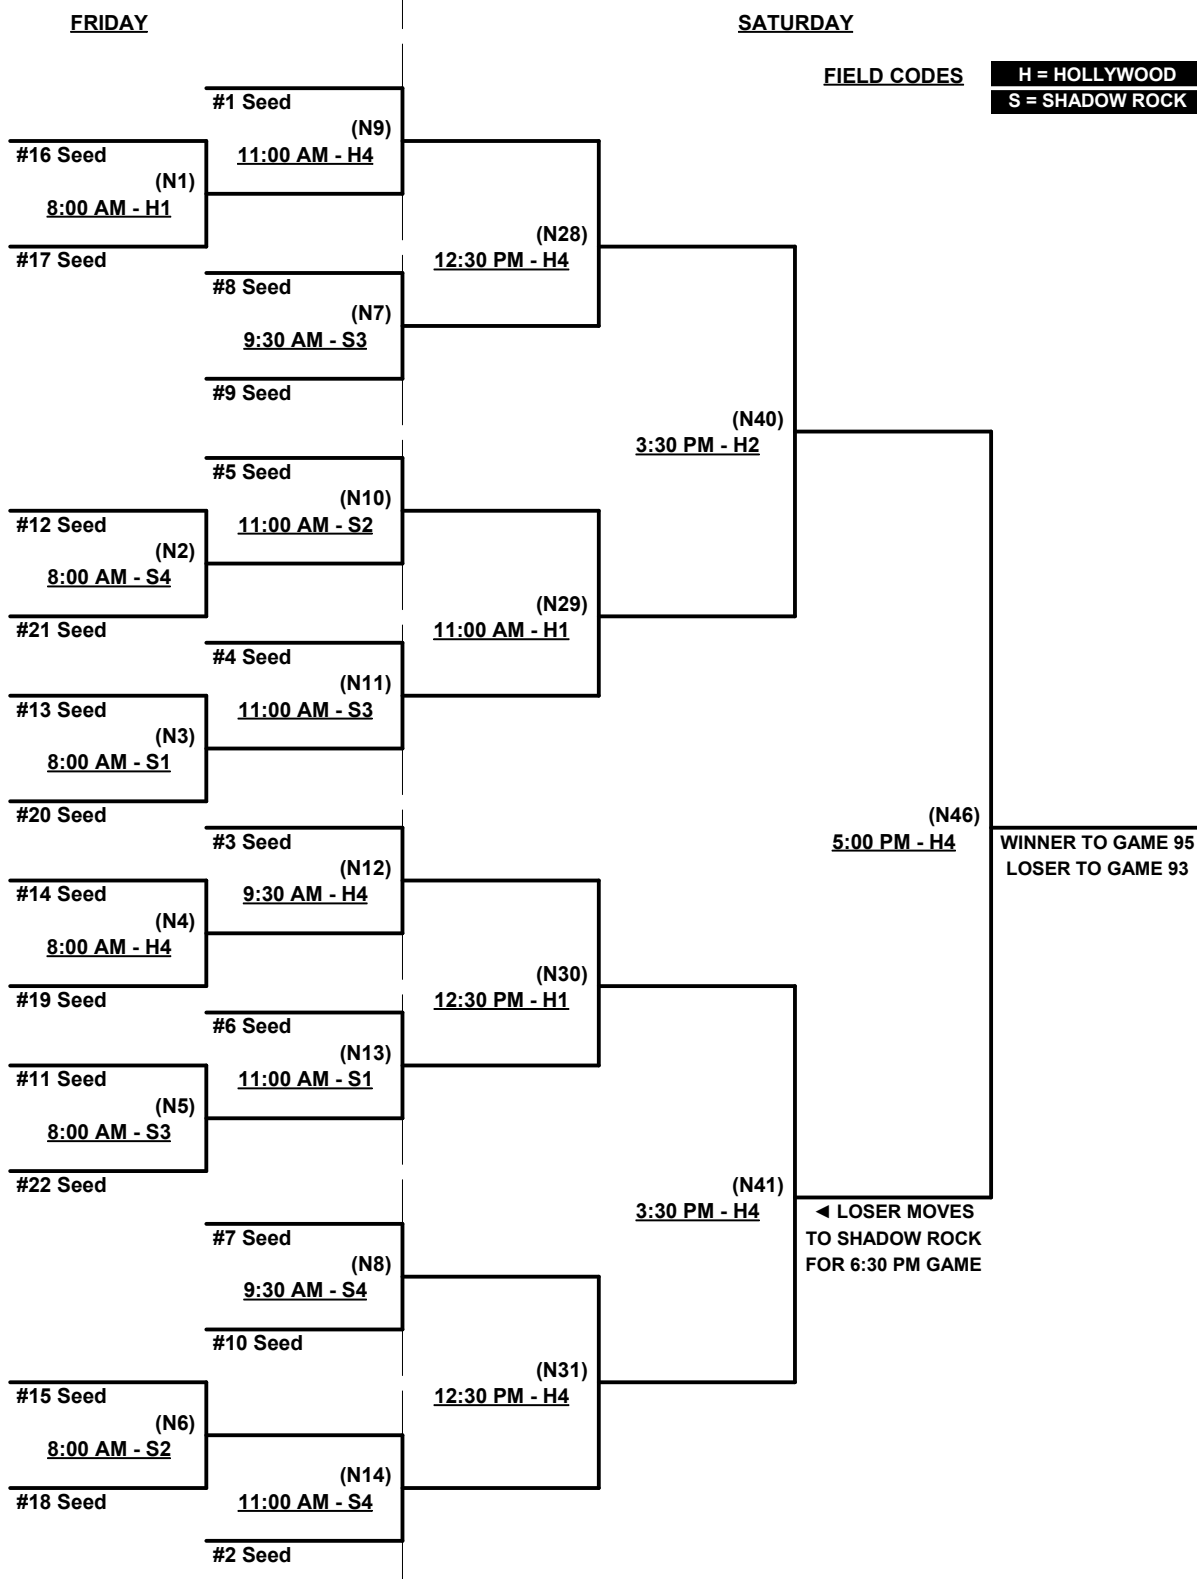 FRIDAY
SATURDAY
FIELD CODES
H = HOLLYWOOD
S = SHADOW ROCK
#1 Seed
(N9)
11:00 AM - H4
#16 Seed
(N1)
8:00 AM - H1
#17 Seed
(N28)
12:30 PM - H4
#8 Seed
(N7)
9:30 AM - S3
#9 Seed
(N40)
3:30 PM - H2
#5 Seed
(N10)
11:00 AM - S2
#12 Seed
(N2)
8:00 AM - S4
#21 Seed
(N29)
11:00 AM - H1
#4 Seed
(N11)
11:00 AM - S3
#13 Seed
(N3)
8:00 AM - S1
#20 Seed
(N46)
5:00 PM - H4
WINNER TO GAME 95
LOSER TO GAME 93
#3 Seed
(N12)
9:30 AM - H4
#14 Seed
(N4)
8:00 AM - H4
#19 Seed
(N30)
12:30 PM - H1
#6 Seed
(N13)
11:00 AM - S1
#11 Seed
(N5)
8:00 AM - S3
#22 Seed
(N41)
3:30 PM - H4
◄ LOSER MOVES
TO SHADOW ROCK
FOR 6:30 PM GAME
#7 Seed
(N8)
9:30 AM - S4
#10 Seed
(N31)
12:30 PM - H4
#15 Seed
(N6)
8:00 AM - S2
#18 Seed
(N14)
11:00 AM - S4
#2 Seed